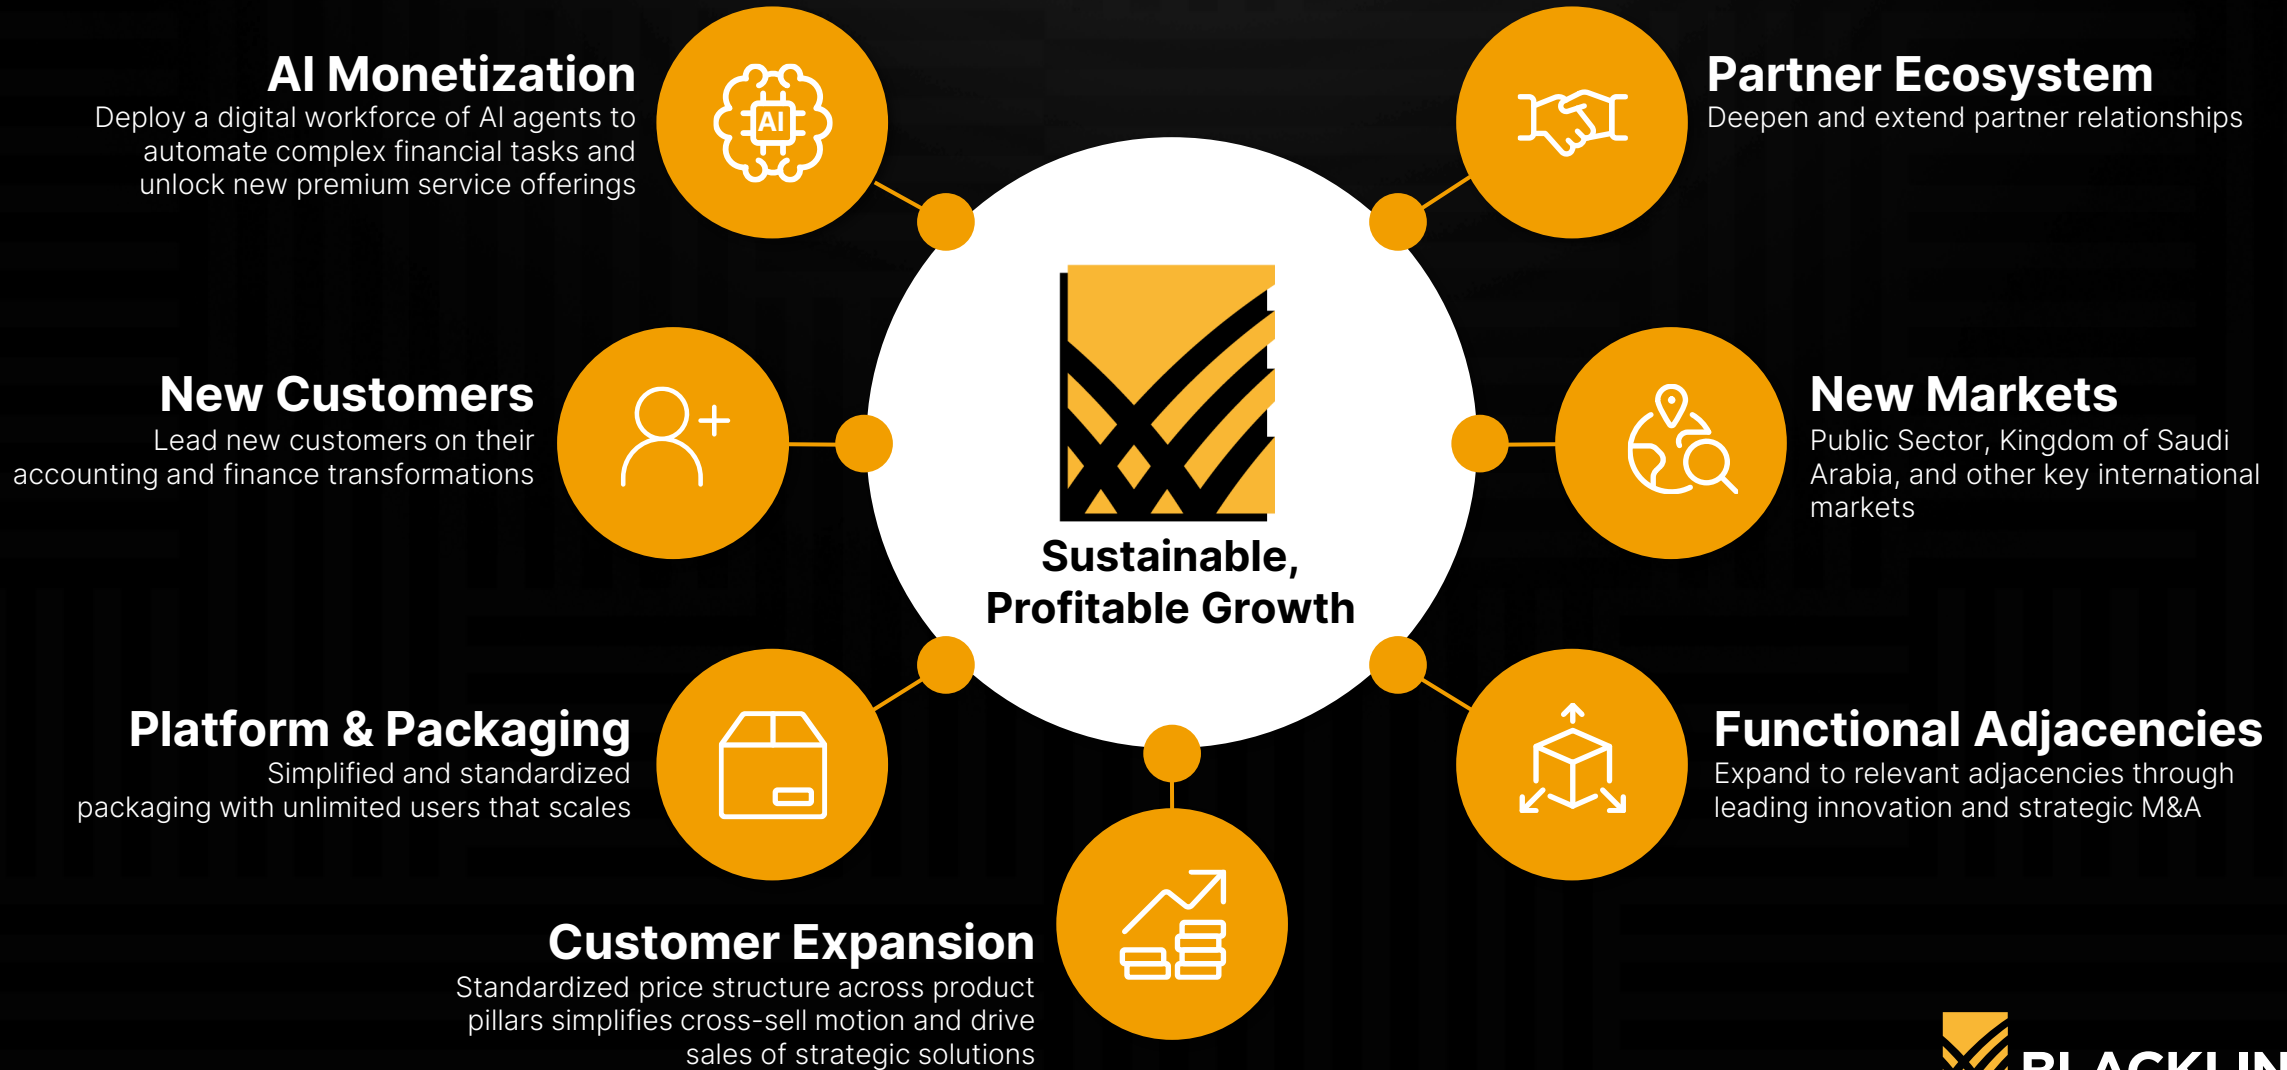 AI Monetization
Deploy a digital workforce of AI agents to
automate complex financial tasks and
unlock new premium service offerings
AI
Partner Ecosystem
Deepen and extend partner relationships
New Customers
Lead new customers on their
accounting and finance transformations
New Markets
Public Sector, Kingdom of Saudi
Arabia, and other key international
markets
Sustainable,
Profitable Growth
Platform & Packaging
Simplified and standardized
packaging with unlimited users that scales
Functional Adjacencies
Expand to relevant adjacencies through
leading innovation and strategic M&A
Customer Expansion
Standardized price structure across product
pillars simplifies cross-sell motion and drive
sales of strategic solutions